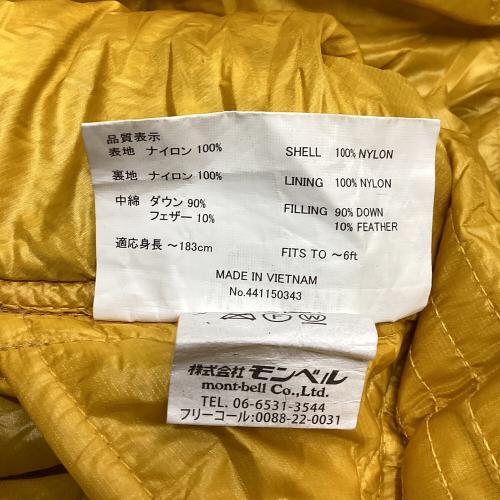 品質表示
表地 ナイロン 100% SHELL 100% NYLON
裏地 ナイロン 100% LINING 100% NYLON
中綿 ダウン 90% FILLING 90% DOWN
フェザー 10% 10% FEATHER
適応身長 ～183cm FITS TO ～6ft
MADE IN VIETNAM
No.441150343
W
株式会社 モンベル
mont-bell Co.,Ltd.
TEL. 06-6531-3544
フリーコール: 0088-22-0031